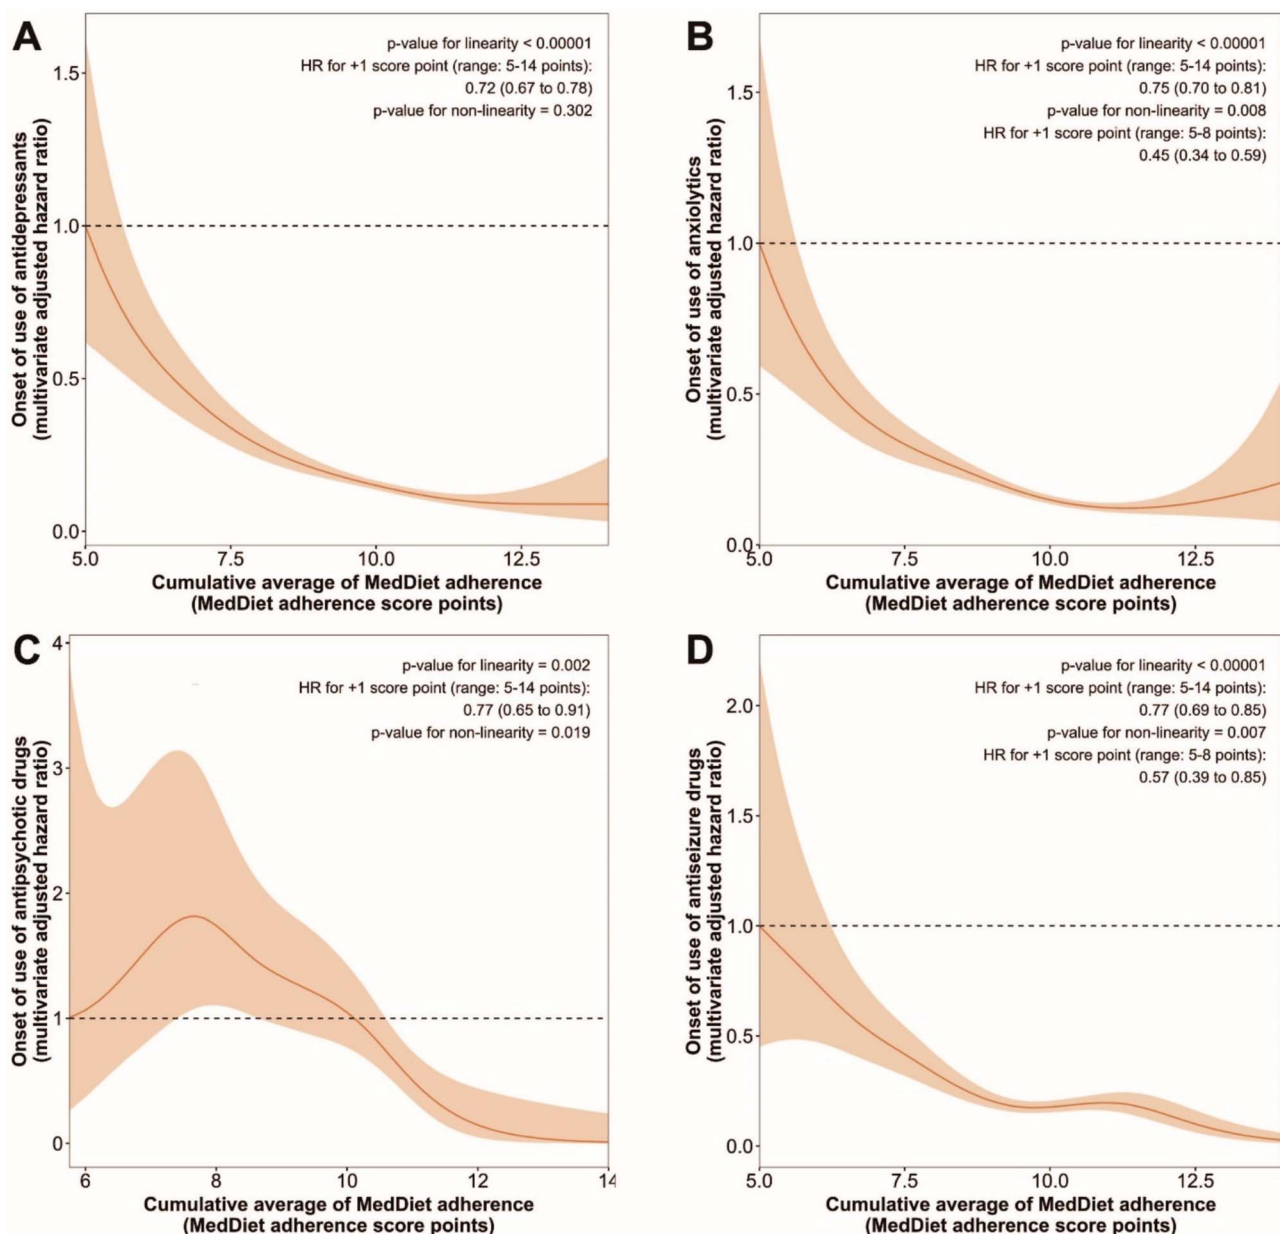 A
p-value for linearity < 0.00001
HR for +1 score point (range: 5-14 points):
0.72 (0.67 to 0.78)
p-value for non-linearity = 0.302
Onset of use of antidepressants
(multivariate adjusted hazard ratio)
1.5
1.0
0.5
0.0
5.0 7.5 10.0 12.5
Cumulative average of MedDiet adherence
(MedDiet adherence score points)
B
p-value for linearity < 0.00001
HR for +1 score point (range: 5-14 points):
0.75 (0.70 to 0.81)
p-value for non-linearity = 0.008
HR for +1 score point (range: 5-8 points):
0.45 (0.34 to 0.59)
Onset of use of anxiolytics
(multivariate adjusted hazard ratio)
1.5
1.0
0.5
0.0
5.0 7.5 10.0 12.5
Cumulative average of MedDiet adherence
(MedDiet adherence score points)
C
p-value for linearity = 0.002
HR for +1 score point (range: 5-14 points):
0.77 (0.65 to 0.91)
p-value for non-linearity = 0.019
Onset of use of antipsychotic drugs
(multivariate adjusted hazard ratio)
4
3
2
1
0
6 8 10 12 14
Cumulative average of MedDiet adherence
(MedDiet adherence score points)
D
p-value for linearity < 0.00001
HR for +1 score point (range: 5-14 points):
0.77 (0.69 to 0.85)
p-value for non-linearity = 0.007
HR for +1 score point (range: 5-8 points):
0.57 (0.39 to 0.85)
Onset of use of antiseizure drugs
(multivariate adjusted hazard ratio)
2.0
1.5
1.0
0.5
0.0
5.0 7.5 10.0 12.5
Cumulative average of MedDiet adherence
(MedDiet adherence score points)